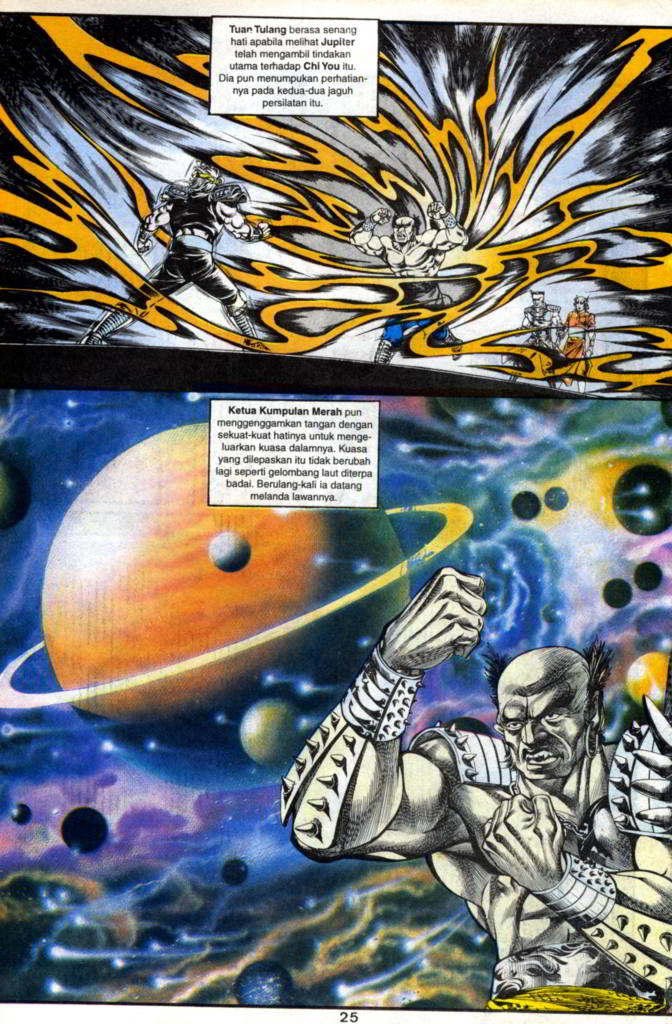 Tuan Tulang berasa senang
hati apabila melihat Jupiter
telah mengambil tindakan
utama terhadap Chi You itu.
Dia pun menumpukan perhatian-
nya pada kedua-dua jaguh
persilatan itu.
Ketua Kumpulan Merah pun
menggenggamkan tangan dengan
sekuat-kuat hatinya untuk menge-
luarkan kuasa dalamnya. Kuasa
yang dilepaskan itu tidak berubah
lagi seperti gelombang laut diterpa
badai. Berulang-kali ia datang
melanda lawannya.
25